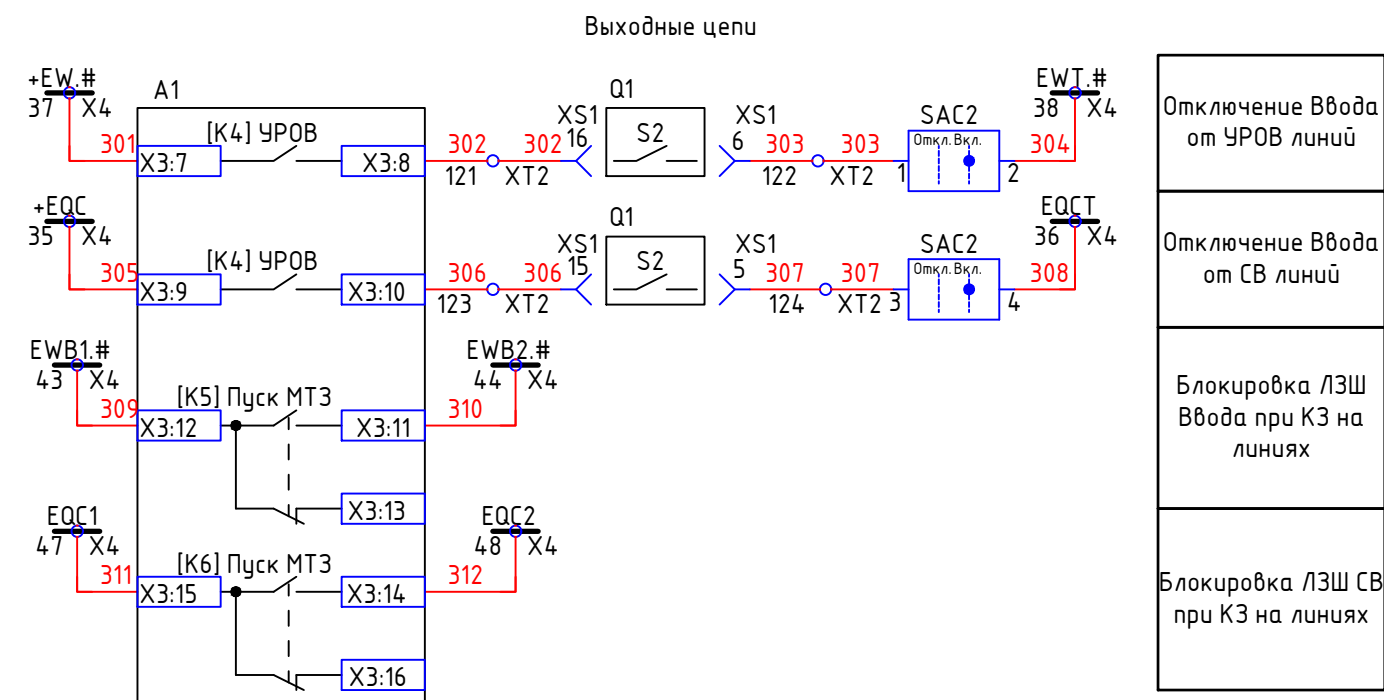 Выходные цепи
+EW.#
37 X4
301
A1
[K4] УРОВ
X3:7
X3:8
302
121
302
XT2
XS1
16
Q1
S2
XS1
6
303
122
303
XT2
SAC2
Откл. Вкл.
1
2
304
EWT.#
38 X4
Отключение Ввода
от УРОВ линий
+EQC
35 X4
305
[K4] УРОВ
X3:9
X3:10
306
123
306
XT2
XS1
15
Q1
S2
XS1
5
307
124
307
XT2
SAC2
Откл. Вкл.
3
4
308
EQCT
36 X4
Отключение Ввода
от СВ линий
EWB1.#
43 X4
309
[K5] Пуск МТЗ
X3:12
X3:11
X3:13
310
EWB2.#
44 X4
Блокировка ЛЗШ
Ввода при КЗ на
линиях
EQC1
47 X4
311
[K6] Пуск МТЗ
X3:15
X3:14
X3:16
312
EQC2
48 X4
Блокировка ЛЗШ СВ
при КЗ на линиях